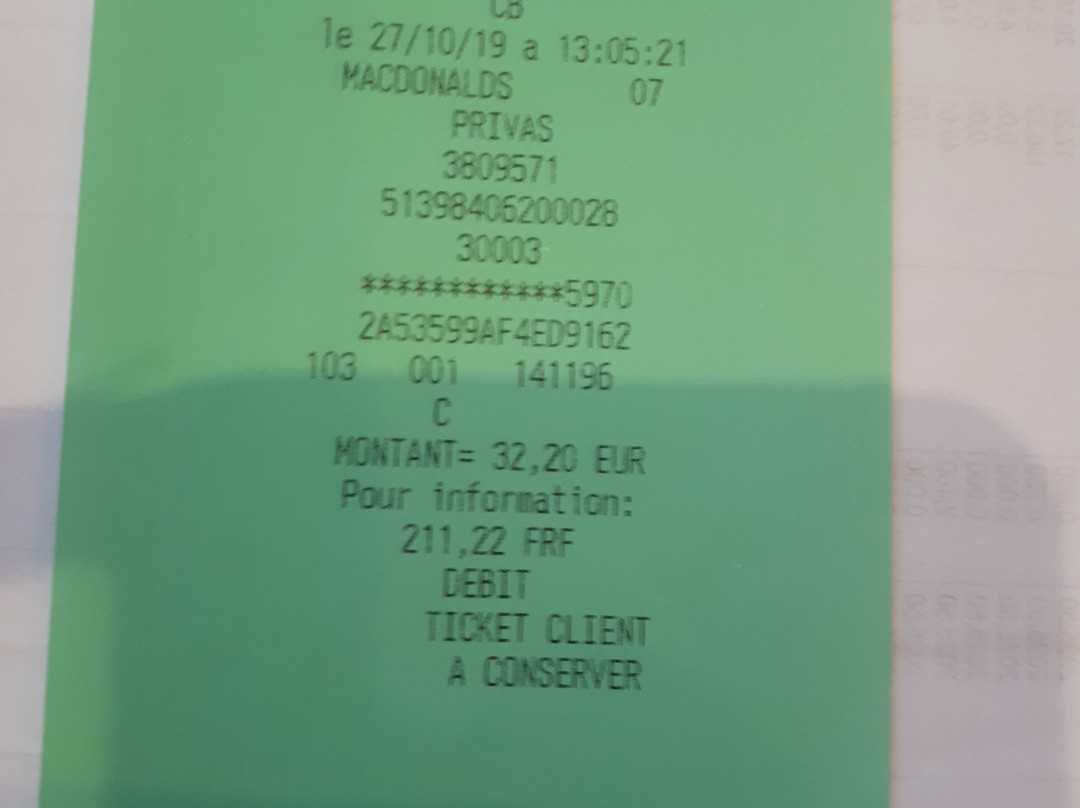 CB
le 27/10/19 a 13:05:21
MACDONALDS 07
PRIVAS
3809571
51398406200028
30003
************5970
2A53599AF4ED9162
103 001 141196
C
MONTANT= 32,20 EUR
Pour information:
211,22 FRF
DEBIT
TICKET CLIENT
A CONSERVER